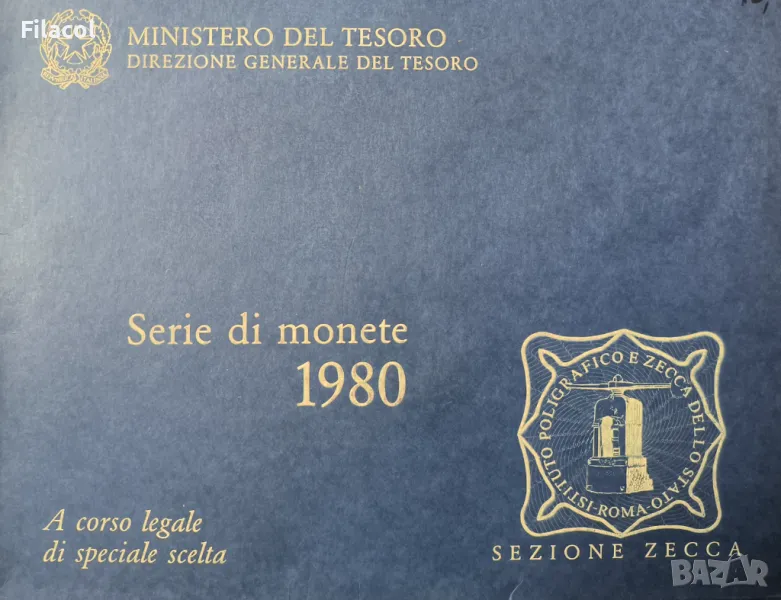 Filacol
MINISTERO DEL TESORO
DIREZIONE GENERALE DEL TESORO
Serie di monete
1980
A corso legale
di speciale scelta
ISTITUTO POLIGRAFICO E ZECCA DELLO STATO-ROMA-
SEZIONE ZECCA
BAZAR